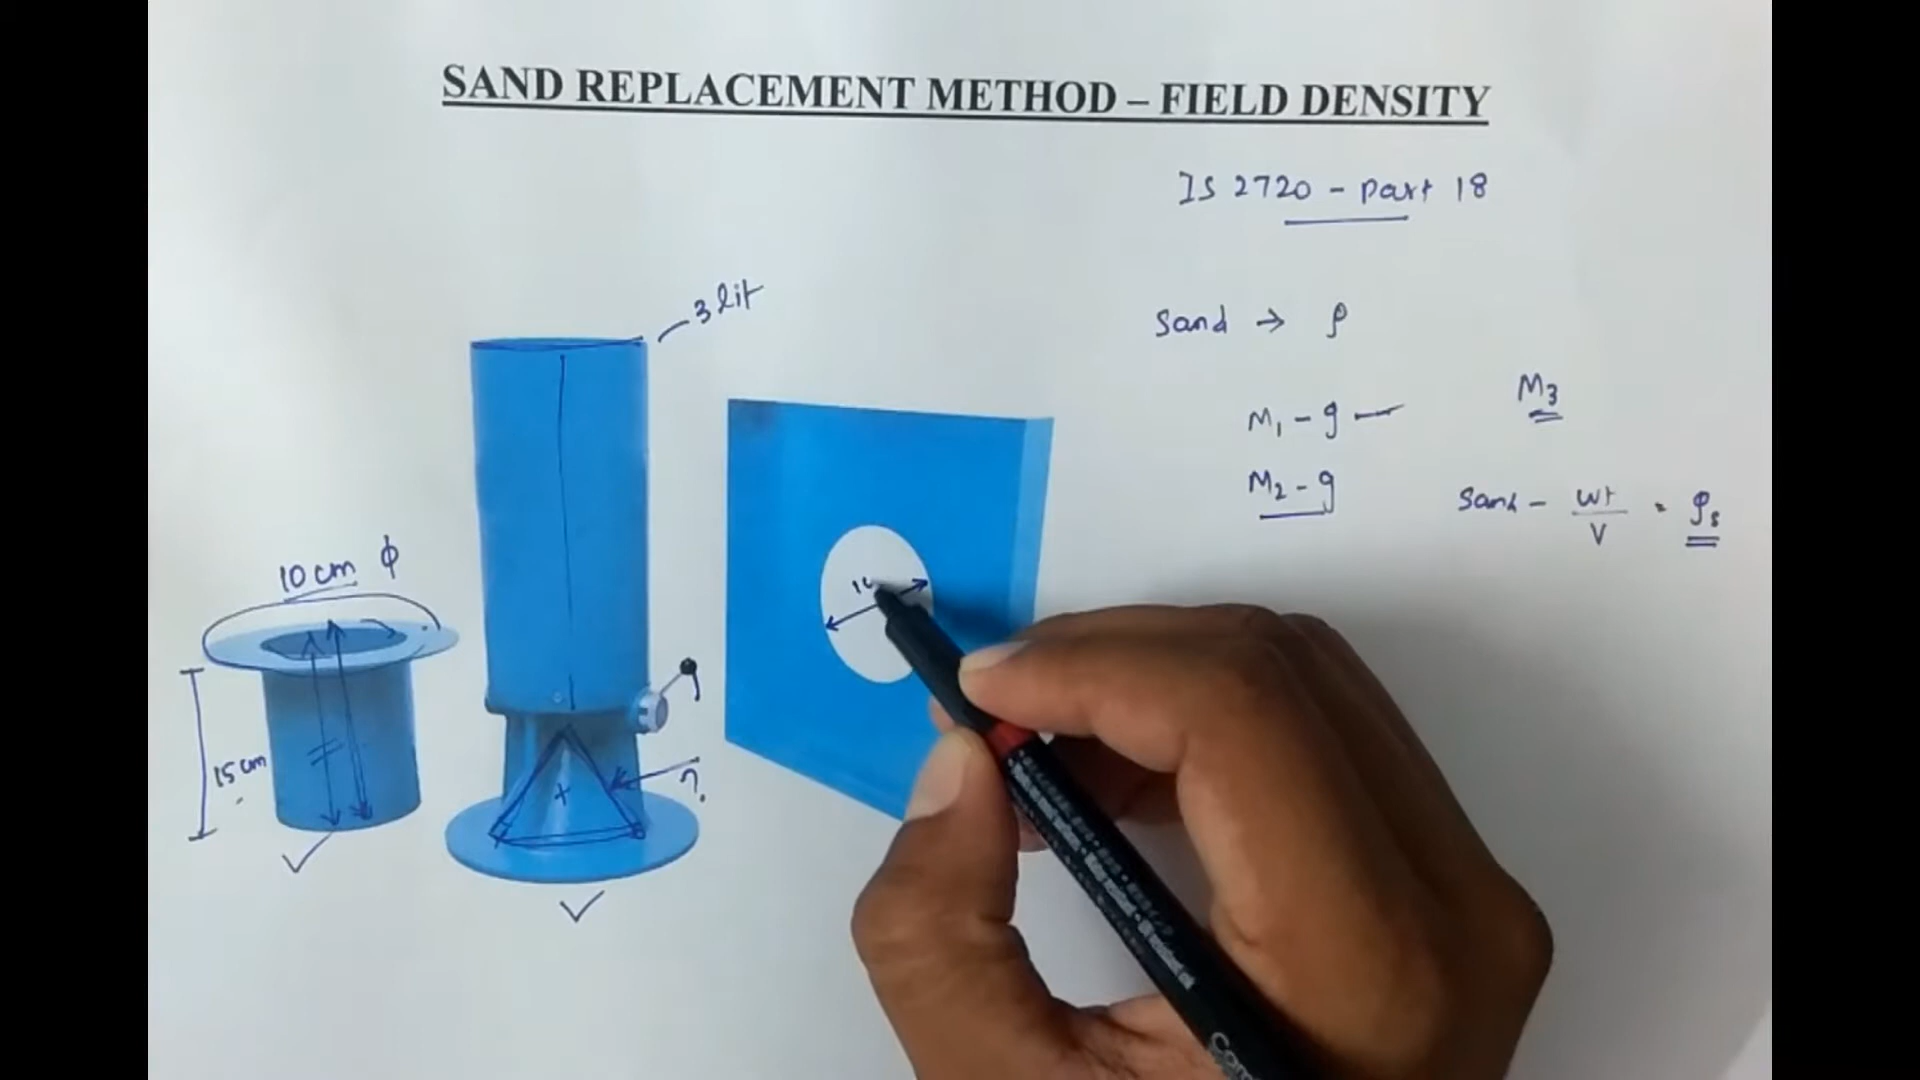 SAND REPLACEMENT METHOD – FIELD DENSITY
IS 2720 - part 18
3 lit
Sand → ρ
M₁ - g
M₃
M₂ - g
Sand - wt/V = ρₛ
10 cm ϕ
15 cm
?